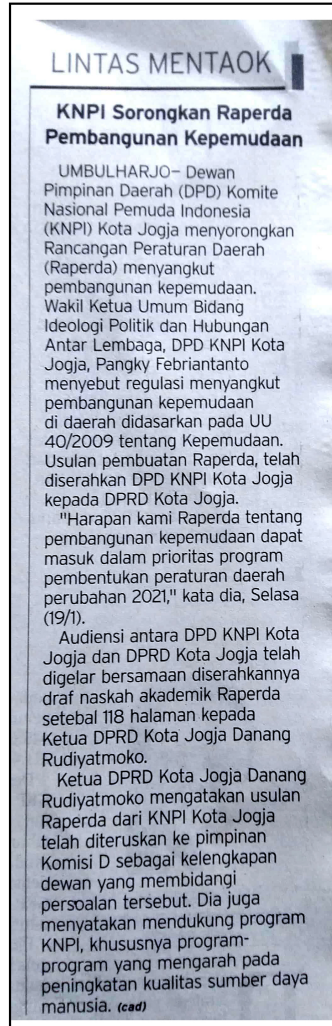 LINTAS MENTAOK
KNPI Sorongkan Raperda
Pembangunan Kepemudaan
UMBULHARJO– Dewan
Pimpinan Daerah (DPD) Komite
Nasional Pemuda Indonesia
(KNPI) Kota Jogja menyorongkan
Rancangan Peraturan Daerah
(Raperda) menyangkut
pembangunan kepemudaan.
Wakil Ketua Umum Bidang
Ideologi Politik dan Hubungan
Antar Lembaga, DPD KNPI Kota
Jogja, Pangky Febriantanto
menyebut regulasi menyangkut
pembangunan kepemudaan
di daerah didasarkan pada UU
40/2009 tentang Kepemudaan.
Usulan pembuatan Raperda, telah
diserahkan DPD KNPI Kota Jogja
kepada DPRD Kota Jogja.
"Harapan kami Raperda tentang
pembangunan kepemudaan dapat
masuk dalam prioritas program
pembentukan peraturan daerah
perubahan 2021," kata dia, Selasa
(19/1).
Audiensi antara DPD KNPI Kota
Jogja dan DPRD Kota Jogja telah
digelar bersamaan diserahkannya
draf naskah akademik Raperda
setebal 118 halaman kepada
Ketua DPRD Kota Jogja Danang
Rudiyatmoko.
Ketua DPRD Kota Jogja Danang
Rudiyatmoko mengatakan usulan
Raperda dari KNPI Kota Jogja
telah diteruskan ke pimpinan
Komisi D sebagai kelengkapan
dewan yang membidangi
persoalan tersebut. Dia juga
menyatakan mendukung program
KNPI, khususnya program-
program yang mengarah pada
peningkatan kualitas sumber daya
manusia. (cad)